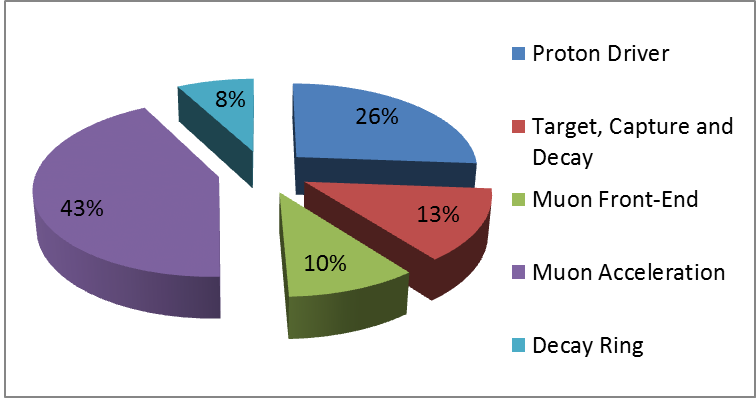 8%
26%
43%
13%
10%
Proton Driver
Target, Capture and
Decay
Muon Front-End
Muon Acceleration
Decay Ring